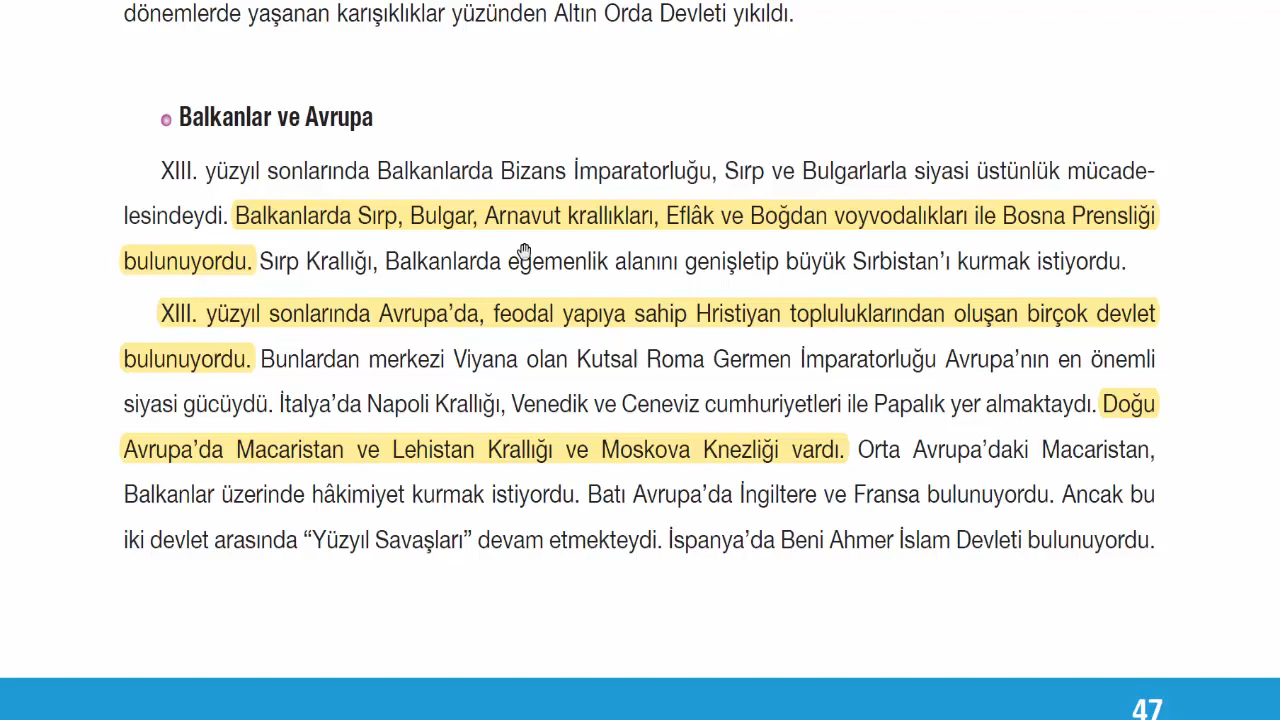 dönemlerde yaşanan karışıklıklar yüzünden Altın Orda Devleti yıkıldı.
Balkanlar ve Avrupa
XIII. yüzyıl sonlarında Balkanlarda Bizans İmparatorluğu, Sırp ve Bulgarlarla siyasi üstünlük mücade-
lesindeydi. Balkanlarda Sırp, Bulgar, Arnavut krallıkları, Eflâk ve Boğdan voyvodalıkları ile Bosna Prensliği
bulunuyordu. Sırp Krallığı, Balkanlarda egemenlik alanını genişletip büyük Sırbistan’ı kurmak istiyordu.
XIII. yüzyıl sonlarında Avrupa’da, feodal yapıya sahip Hristiyan topluluklarından oluşan birçok devlet
bulunuyordu. Bunlardan merkezi Viyana olan Kutsal Roma Germen İmparatorluğu Avrupa’nın en önemli
siyasi gücüydü. İtalya’da Napoli Krallığı, Venedik ve Ceneviz cumhuriyetleri ile Papalık yer almaktaydı. Doğu
Avrupa’da Macaristan ve Lehistan Krallığı ve Moskova Knezliği vardı. Orta Avrupa’daki Macaristan,
Balkanlar üzerinde hâkimiyet kurmak istiyordu. Batı Avrupa’da İngiltere ve Fransa bulunuyordu. Ancak bu
iki devlet arasında “Yüzyıl Savaşları” devam etmekteydi. İspanya’da Beni Ahmer İslam Devleti bulunuyordu.
47